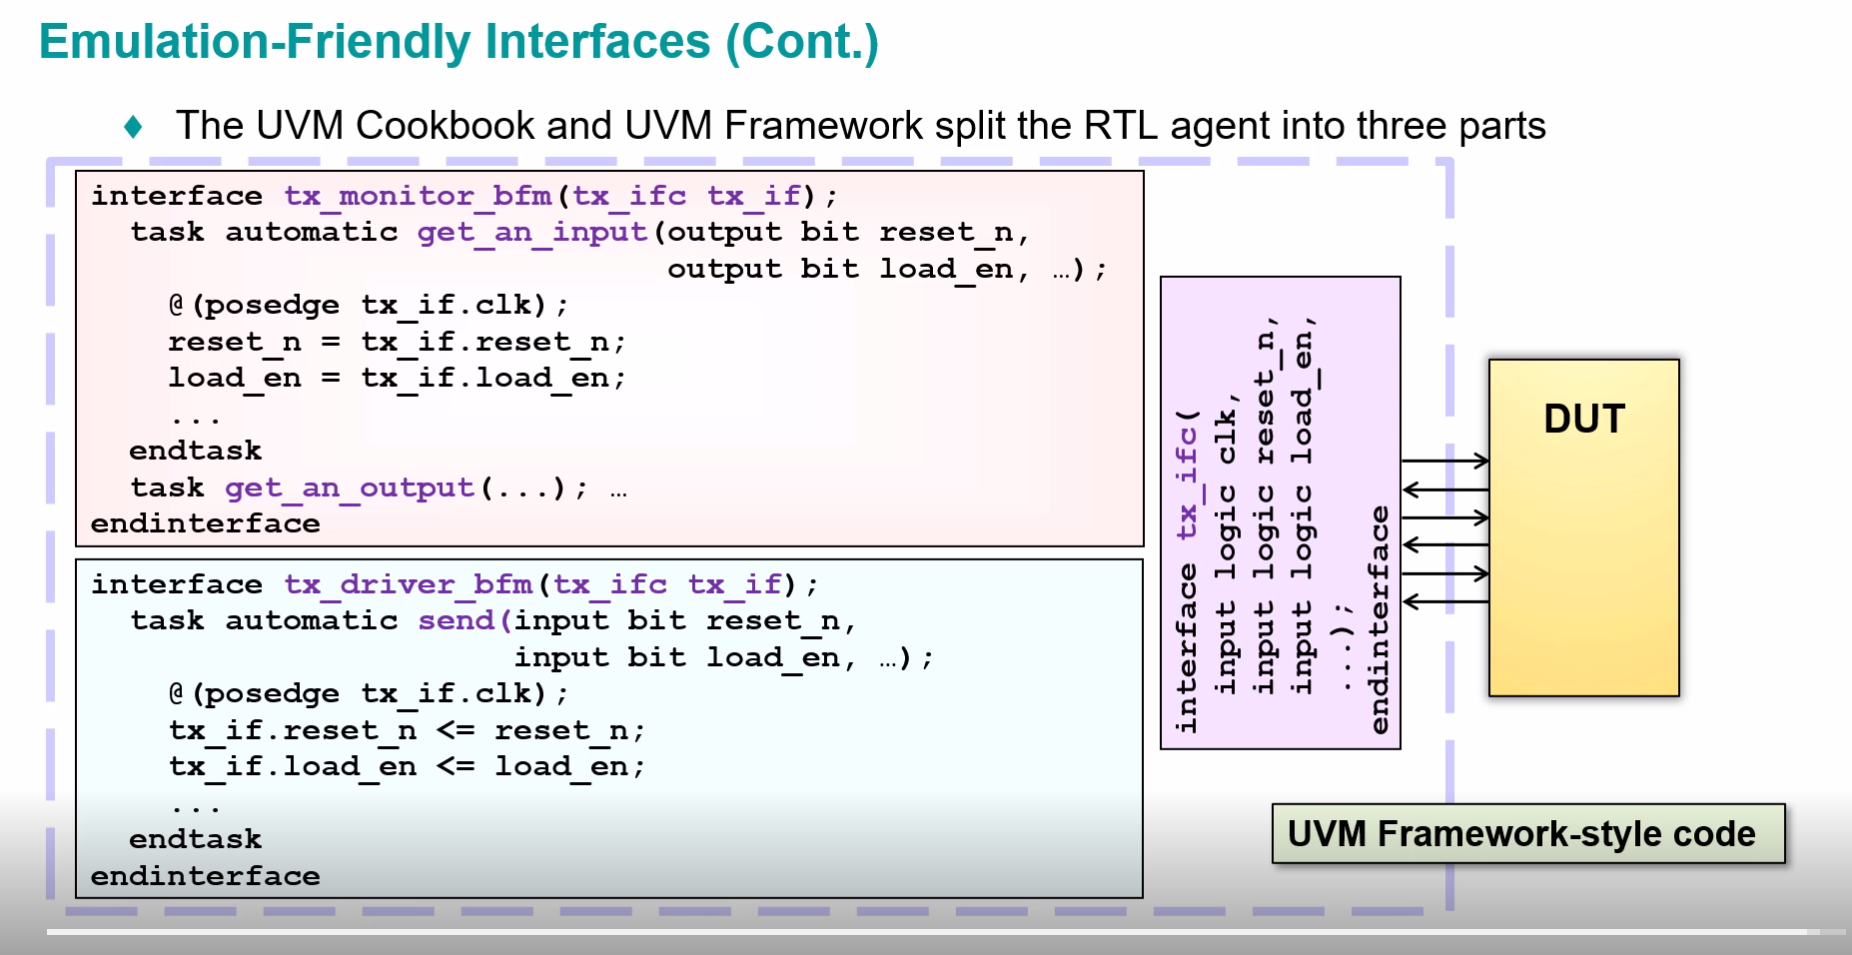 Emulation-Friendly Interfaces (Cont.)
♦ The UVM Cookbook and UVM Framework split the RTL agent into three parts
interface tx_monitor_bfm(tx_ifc tx_if);
task automatic get_an_input(output bit reset_n,
output bit load_en, …);
@(posedge tx_if.clk);
reset_n = tx_if.reset_n;
load_en = tx_if.load_en;
...
endtask
task get_an_output(...); …
endinterface
interface tx_driver_bfm(tx_ifc tx_if);
task automatic send(input bit reset_n,
input bit load_en, …);
@(posedge tx_if.clk);
tx_if.reset_n <= reset_n;
tx_if.load_en <= load_en;
...
endtask
endinterface
interface tx_ifc(
input logic clk,
input logic reset_n,
input logic load_en,
...);
endinterface
DUT
UVM Framework-style code